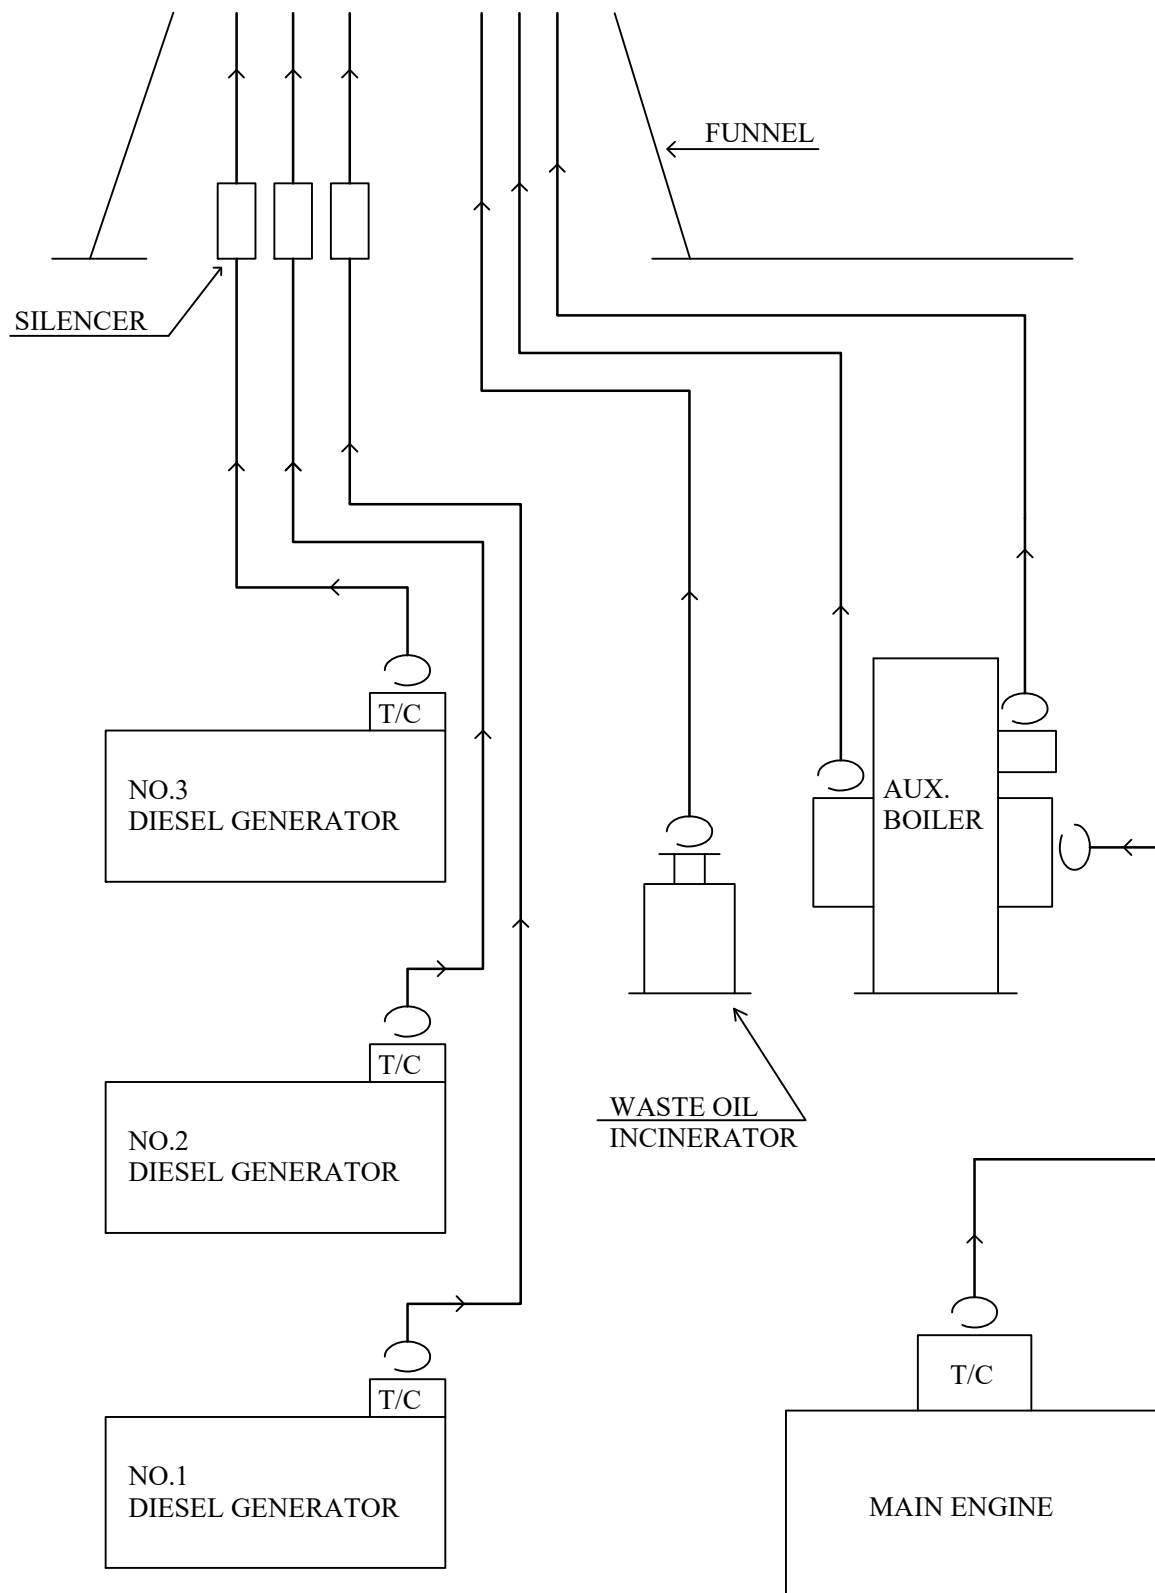 FUNNEL
SILENCER
T/C
NO.3
DIESEL GENERATOR
AUX.
BOILER
T/C
NO.2
DIESEL GENERATOR
WASTE OIL
INCINERATOR
T/C
T/C
NO.1
DIESEL GENERATOR
MAIN ENGINE